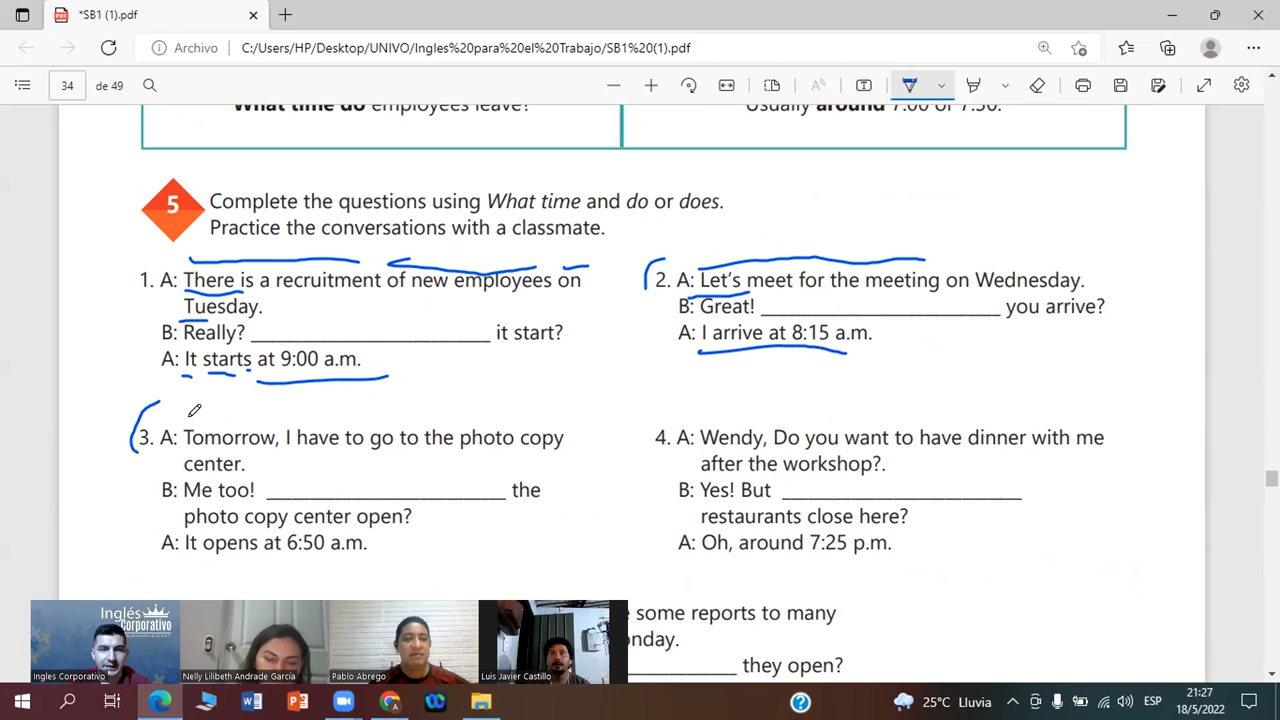 *SB1 (1).pdf
Archivo
C:/Users/HP/Desktop/UNIVO/Ingles%20para%20el%20Trabajo/SB1%20(1).pdf
34 de 49
What time do employees leave?
Usually around 7:00 or 7:30.
5
Complete the questions using What time and do or does.
Practice the conversations with a classmate.
1. A: There is a recruitment of new employees on
Tuesday.
B: Really? ______________________ it start?
A: It starts at 9:00 a.m.
2. A: Let's meet for the meeting on Wednesday.
B: Great! ______________________ you arrive?
A: I arrive at 8:15 a.m.
3. A: Tomorrow, I have to go to the photo copy
center.
B: Me too! ______________________ the
photo copy center open?
A: It opens at 6:50 a.m.
4. A: Wendy, Do you want to have dinner with me
after the workshop?.
B: Yes! But ______________________
restaurants close here?
A: Oh, around 7:25 p.m.
some reports to many
they open?
Inglés
Corporativo
Ingles Corporativo
Nelly Lilibeth Andrade García
Pablo Abrego
Luis Javier Castillo
25°C Lluvia
ESP
21:27
18/5/2022